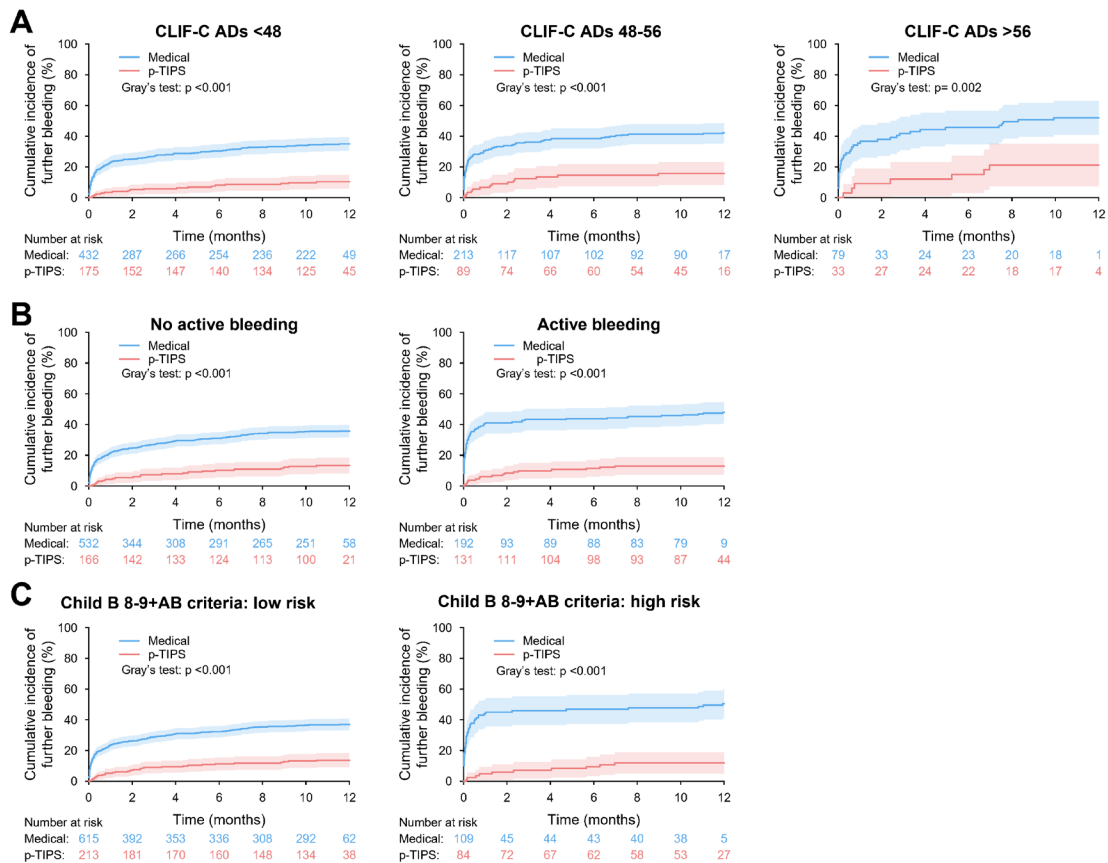 A
CLIF-C ADs <48
Cumulative incidence of
further bleeding (%)
100
80
60
40
20
0
Medical
p-TIPS
Gray's test: p <0.001
0 2 4 6 8 10 12
Time (months)
Number at risk
Medical: 432 287 266 254 236 222 49
p-TIPS: 175 152 147 140 134 125 45
CLIF-C ADs 48-56
Cumulative incidence of
further bleeding (%)
100
80
60
40
20
0
Medical
p-TIPS
Gray's test: p <0.001
0 2 4 6 8 10 12
Time (months)
Number at risk
Medical: 213 117 107 102 92 90 17
p-TIPS: 89 74 66 60 54 45 16
CLIF-C ADs >56
Cumulative incidence of
further bleeding (%)
100
80
60
40
20
0
Medical
p-TIPS
Gray's test: p= 0.002
0 2 4 6 8 10 12
Time (months)
Number at risk
Medical: 79 33 24 23 20 18 1
p-TIPS: 33 27 24 22 18 17 4
B
No active bleeding
Cumulative incidence of
further bleeding (%)
100
80
60
40
20
0
Medical
p-TIPS
Gray's test: p <0.001
0 2 4 6 8 10 12
Time (months)
Number at risk
Medical: 532 344 308 291 265 251 58
p-TIPS: 166 142 133 124 113 100 21
Active bleeding
Cumulative incidence of
further bleeding (%)
100
80
60
40
20
0
Medical
p-TIPS
Gray's test: p <0.001
0 2 4 6 8 10 12
Time (months)
Number at risk
Medical: 192 93 89 88 83 79 9
p-TIPS: 131 111 104 98 93 87 44
C
Child B 8-9+AB criteria: low risk
Cumulative incidence of
further bleeding (%)
100
80
60
40
20
0
Medical
p-TIPS
Gray's test: p <0.001
0 2 4 6 8 10 12
Time (months)
Number at risk
Medical: 615 392 353 336 308 292 62
p-TIPS: 213 181 170 160 148 134 38
Child B 8-9+AB criteria: high risk
Cumulative incidence of
further bleeding (%)
100
80
60
40
20
0
Medical
p-TIPS
Gray's test: p <0.001
0 2 4 6 8 10 12
Time (months)
Number at risk
Medical: 109 45 44 43 40 38 5
p-TIPS: 84 72 67 62 58 53 27